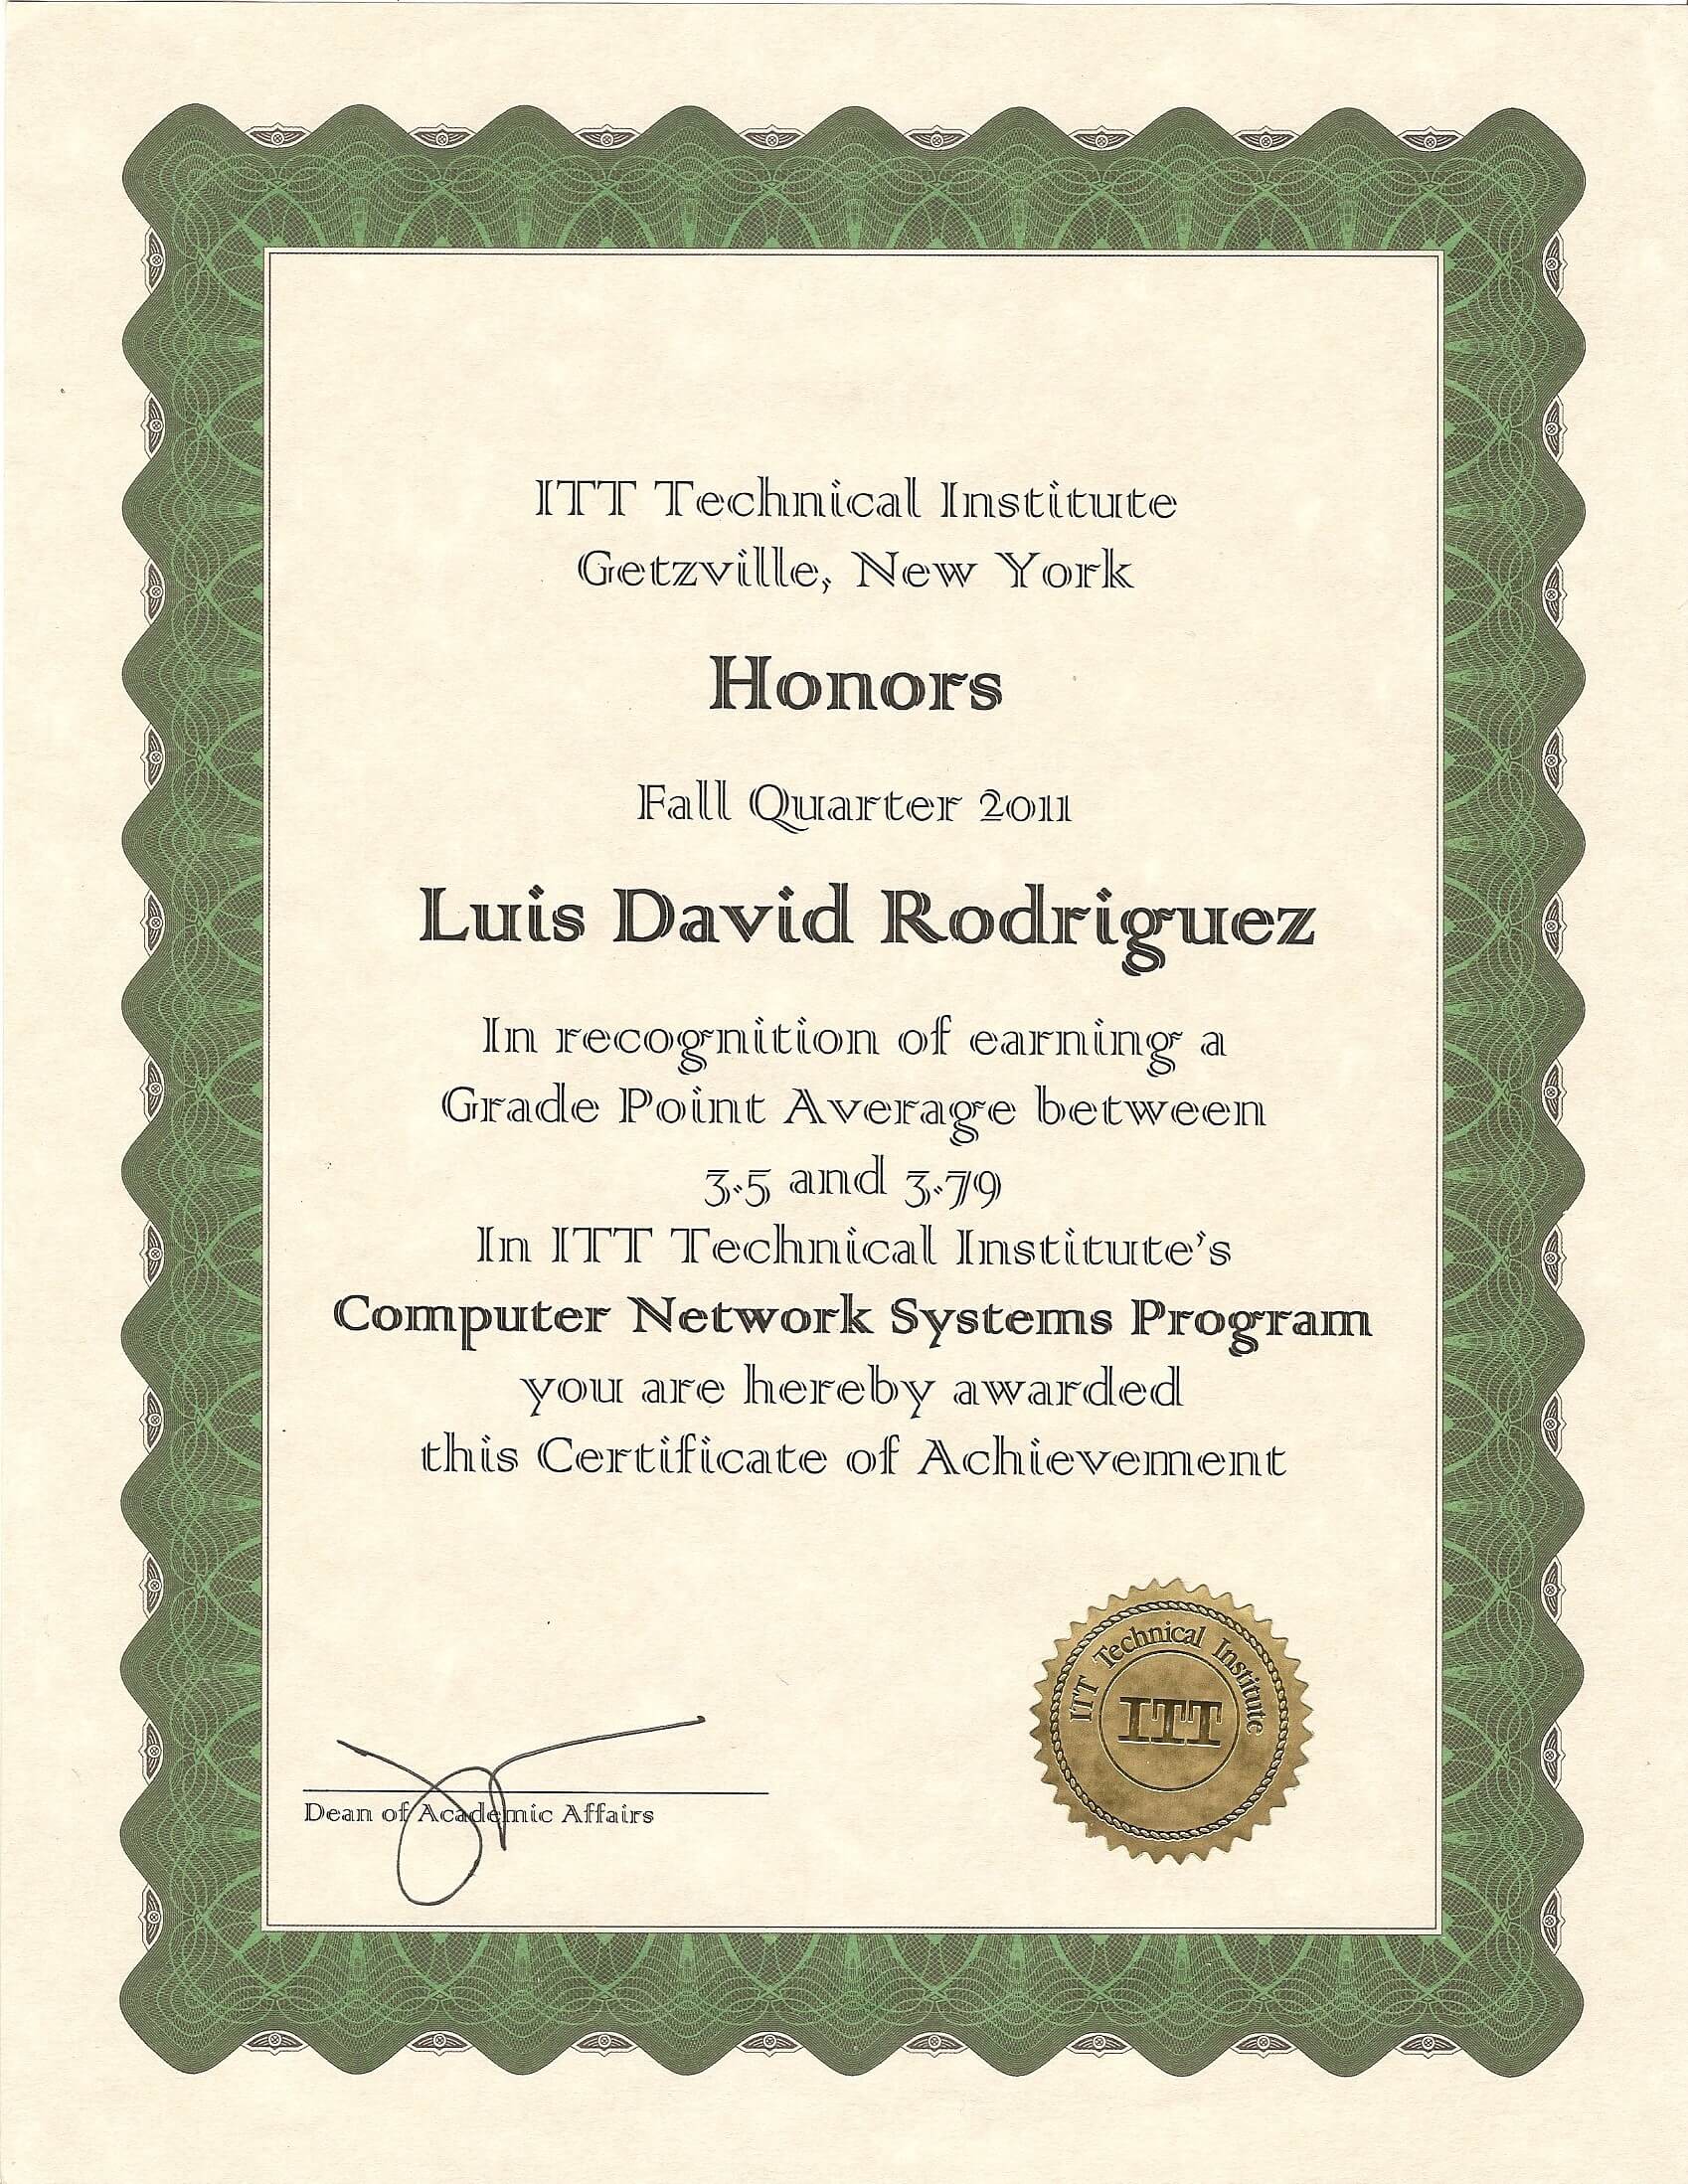 ITT Technical Institute
Getzville, New York
Honors
Fall Quarter 2011
Luis David Rodriguez
In recognition of earning a
Grade Point Average between
3.5 and 3.79
In ITT Technical Institute's
Computer Network Systems Program
you are hereby awarded
this Certificate of Achievement
ITT Technical Institute
ITT
Dean of Academic Affairs